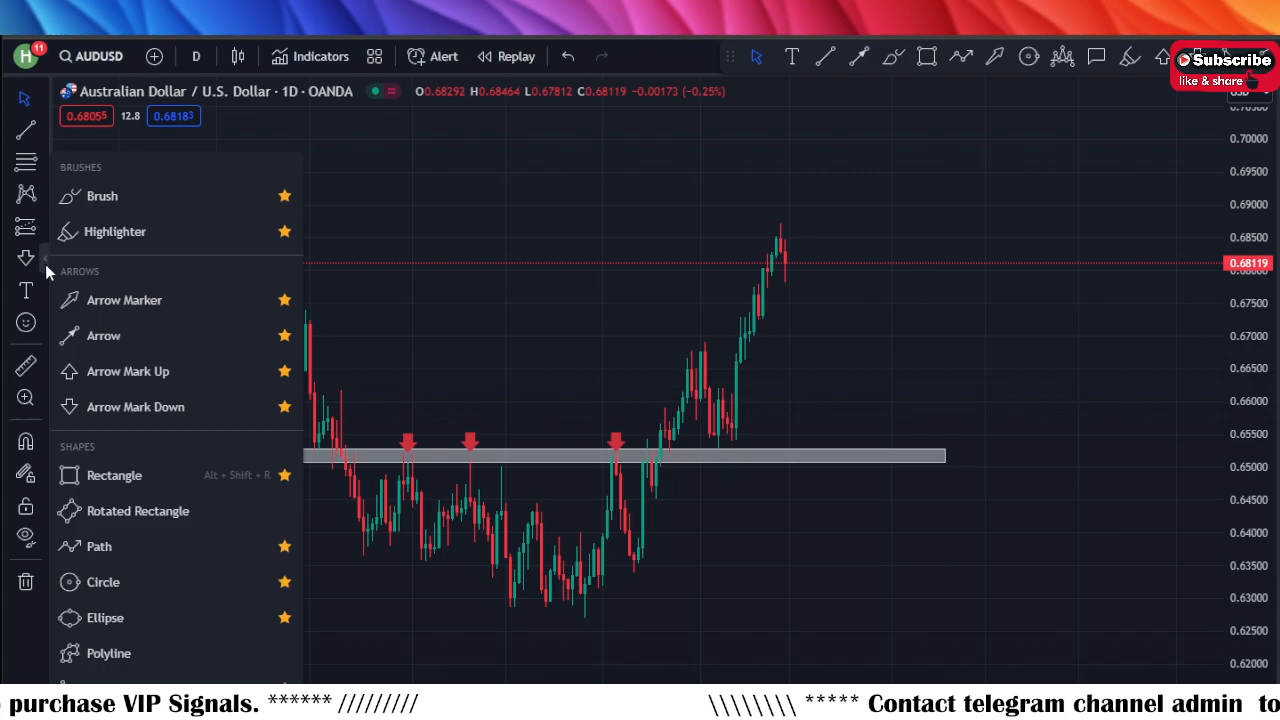 H 11 AUDUSD D Indicators Alert Replay
Subscribe
like & share
Australian Dollar / U.S. Dollar · 1D · OANDA O0.68292 H0.68464 L0.67812 C0.68119 −0.00173 (−0.25%)
0.68055 12.8 0.68183
BRUSHES
Brush
Highlighter
ARROWS
Arrow Marker
Arrow
Arrow Mark Up
Arrow Mark Down
SHAPES
Rectangle Alt + Shift + R
Rotated Rectangle
Path
Circle
Ellipse
Polyline
0.70000
0.69500
0.69000
0.68500
0.68119
0.67500
0.67000
0.66500
0.66000
0.65500
0.65000
0.64500
0.64000
0.63500
0.63000
0.62500
0.62000
purchase VIP Signals. ****** ///////// \\\\\\\\ ***** Contact telegram channel admin to